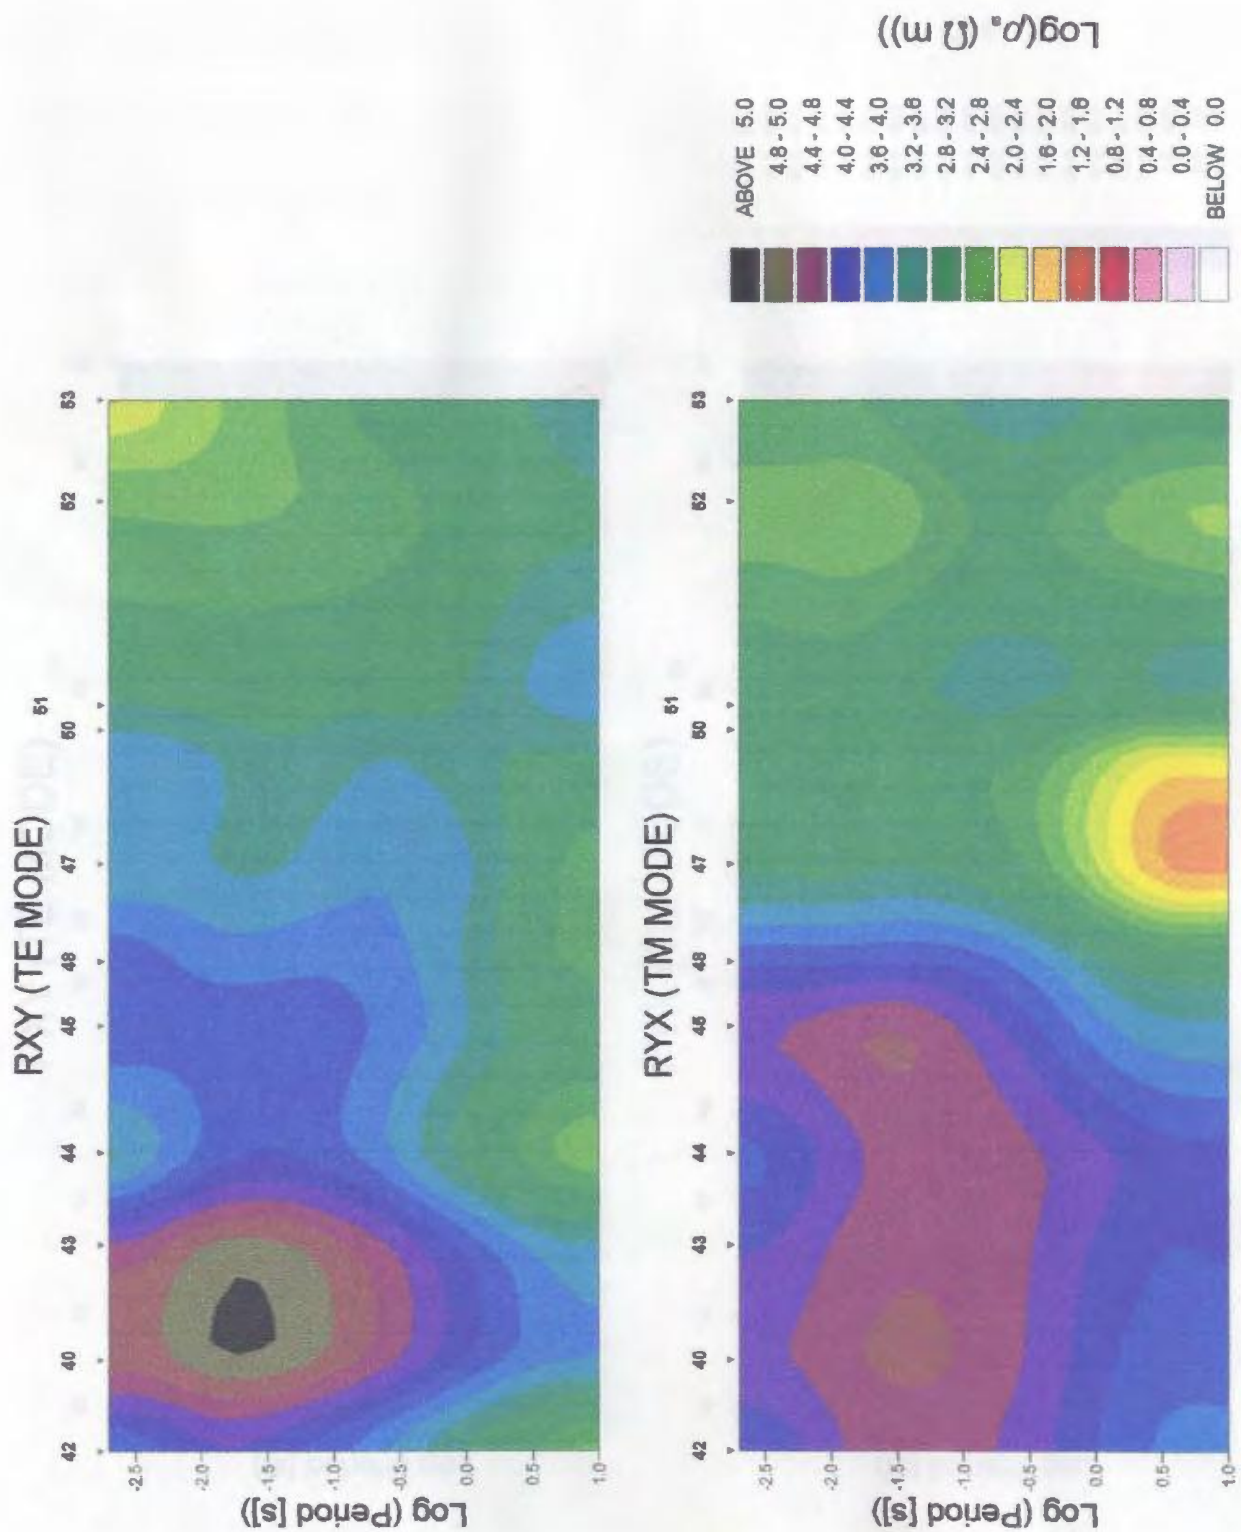 RXY (TE MODE)
42 40 43 44 45 48 47 50 51 52 53
Log (Period [s])
-2.5
-2.0
-1.5
-1.0
-0.5
0.0
0.5
1.0
RYX (TM MODE)
42 40 43 44 45 48 47 50 51 52 53
Log (Period [s])
-2.5
-2.0
-1.5
-1.0
-0.5
0.0
0.5
1.0
ABOVE 5.0
4.8 - 5.0
4.4 - 4.8
4.0 - 4.4
3.6 - 4.0
3.2 - 3.6
2.8 - 3.2
2.4 - 2.8
2.0 - 2.4
1.6 - 2.0
1.2 - 1.6
0.8 - 1.2
0.4 - 0.8
0.0 - 0.4
BELOW 0.0
Log(ρa (Ω m))